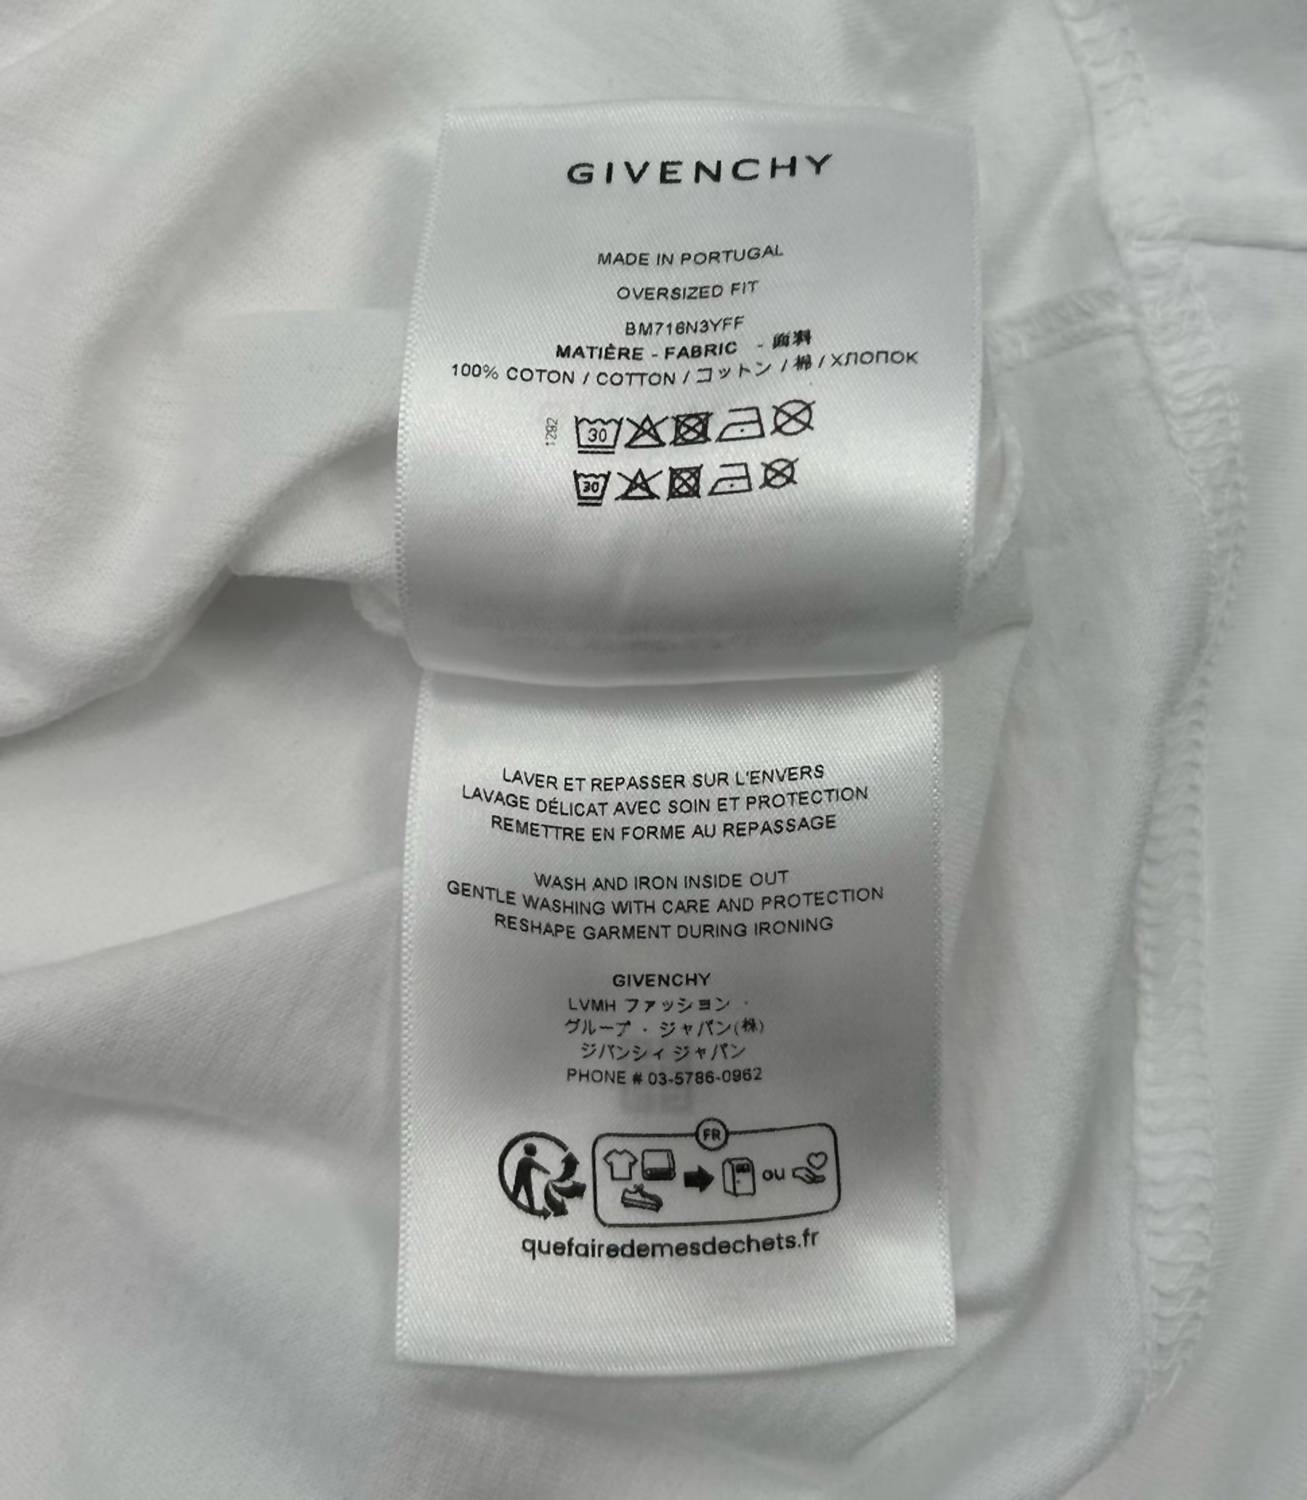 GIVENCHY
MADE IN PORTUGAL
OVERSIZED FIT
BM716N3YFF
MATIÈRE - FABRIC - 面料
100% COTON / COTTON / コットン / 棉 / ХЛОПОК
1292
30
30
LAVER ET REPASSER SUR L'ENVERS
LAVAGE DÉLICAT AVEC SOIN ET PROTECTION
REMETTRE EN FORME AU REPASSAGE
WASH AND IRON INSIDE OUT
GENTLE WASHING WITH CARE AND PROTECTION
RESHAPE GARMENT DURING IRONING
GIVENCHY
LVMH ファッション ·
グループ · ジャパン(株)
ジバンシィ ジャパン
PHONE # 03-5786-0962
FR
ou
quefairedemesdechets.fr